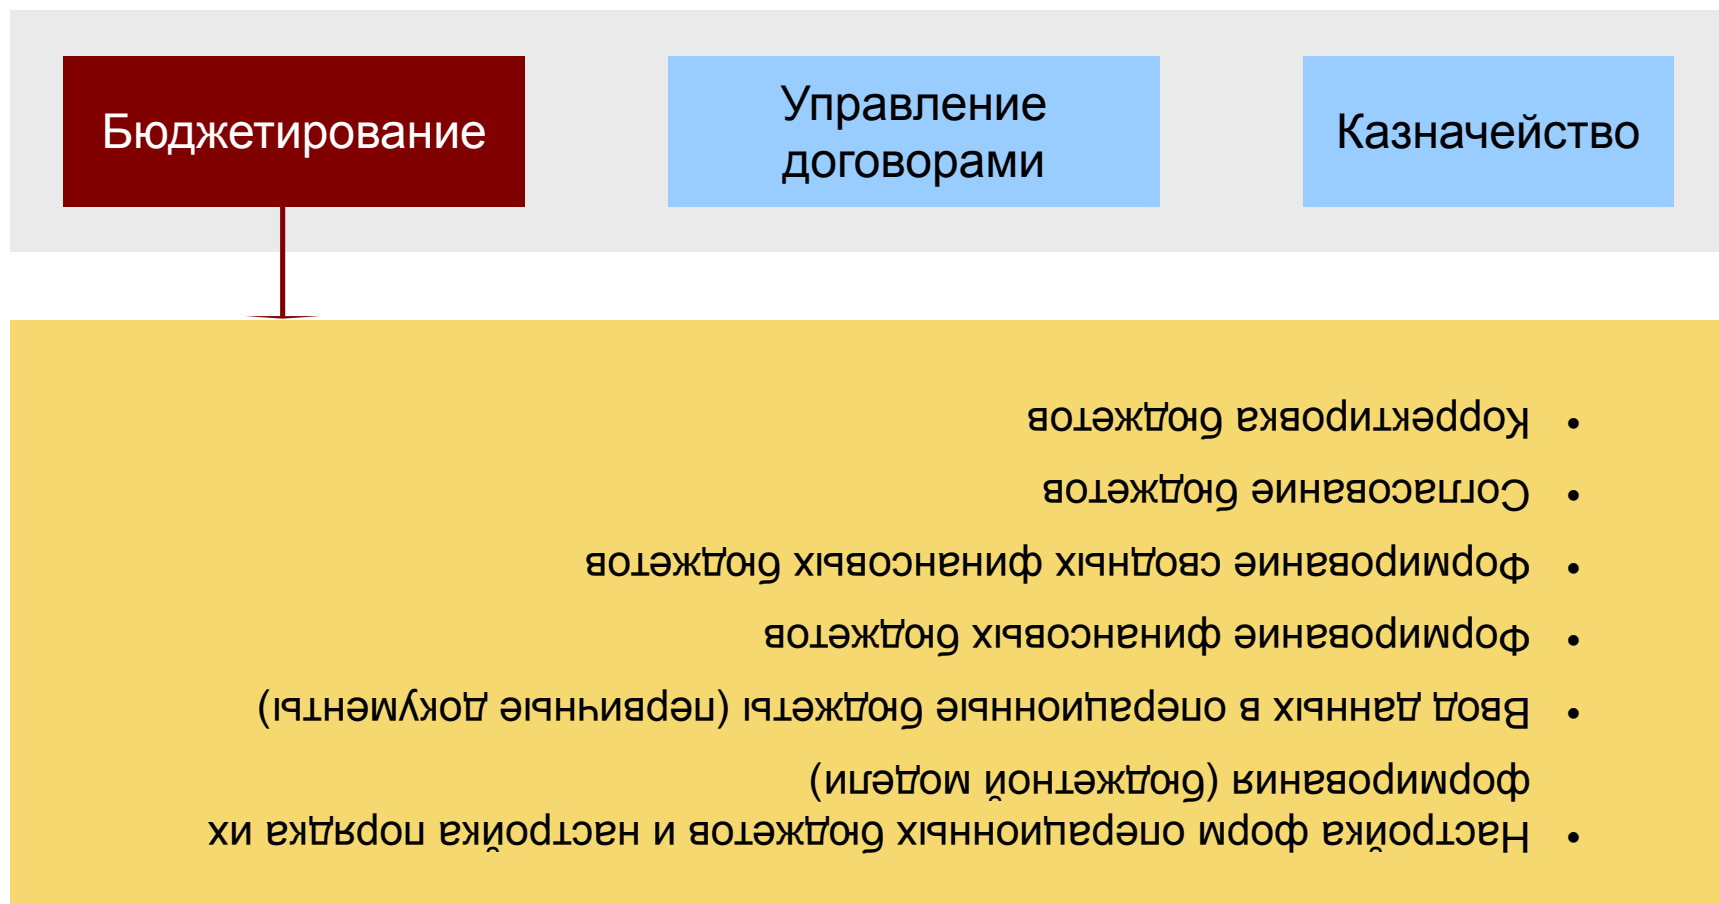 Бюджетирование
Управление
договорами
Казначейство
• Настройка форм операционных бюджетов и настройка порядка их
формирования (бюджетной модели)
• Ввод данных в операционные бюджеты (первичные документы)
• Формирование финансовых бюджетов
• Формирование сводных финансовых бюджетов
• Согласование бюджетов
• Корректировка бюджетов